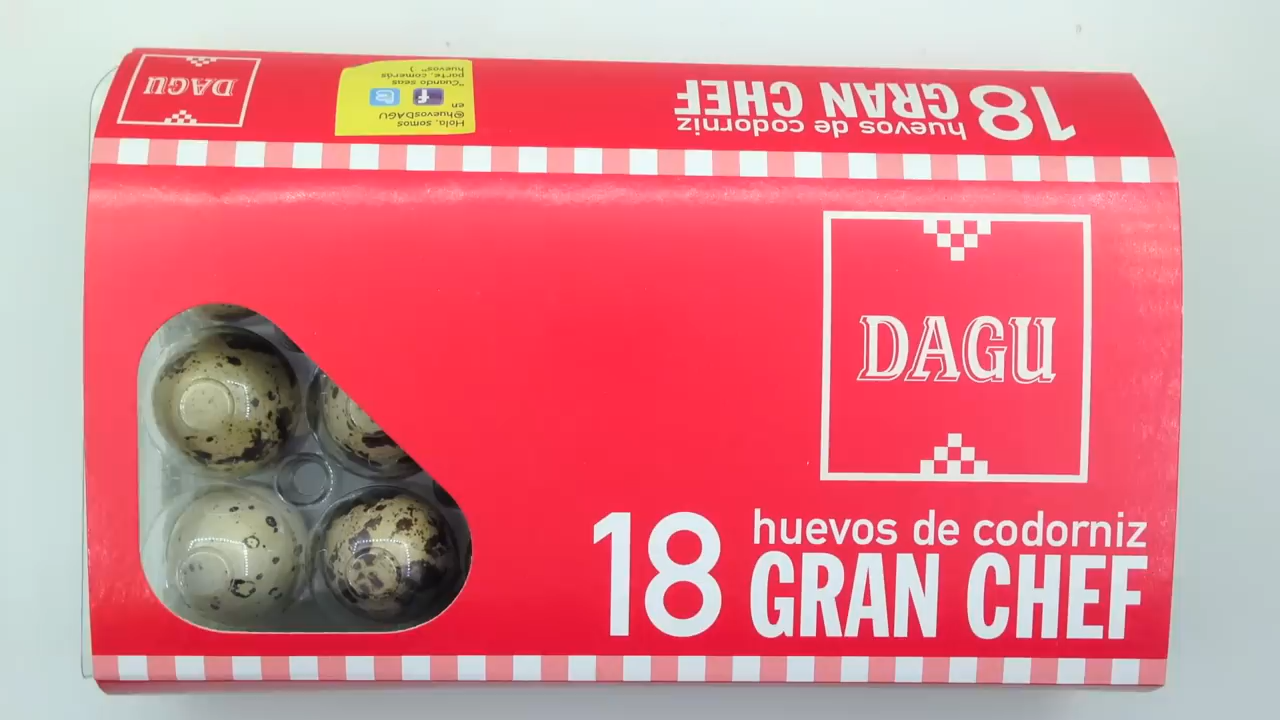 DAGU
Hola, somos
@huevosDAGU
en
"Cuando seas
parte, comerás
huevos" )
18 huevos de codorniz
GRAN CHEF
DAGU
18 huevos de codorniz
GRAN CHEF